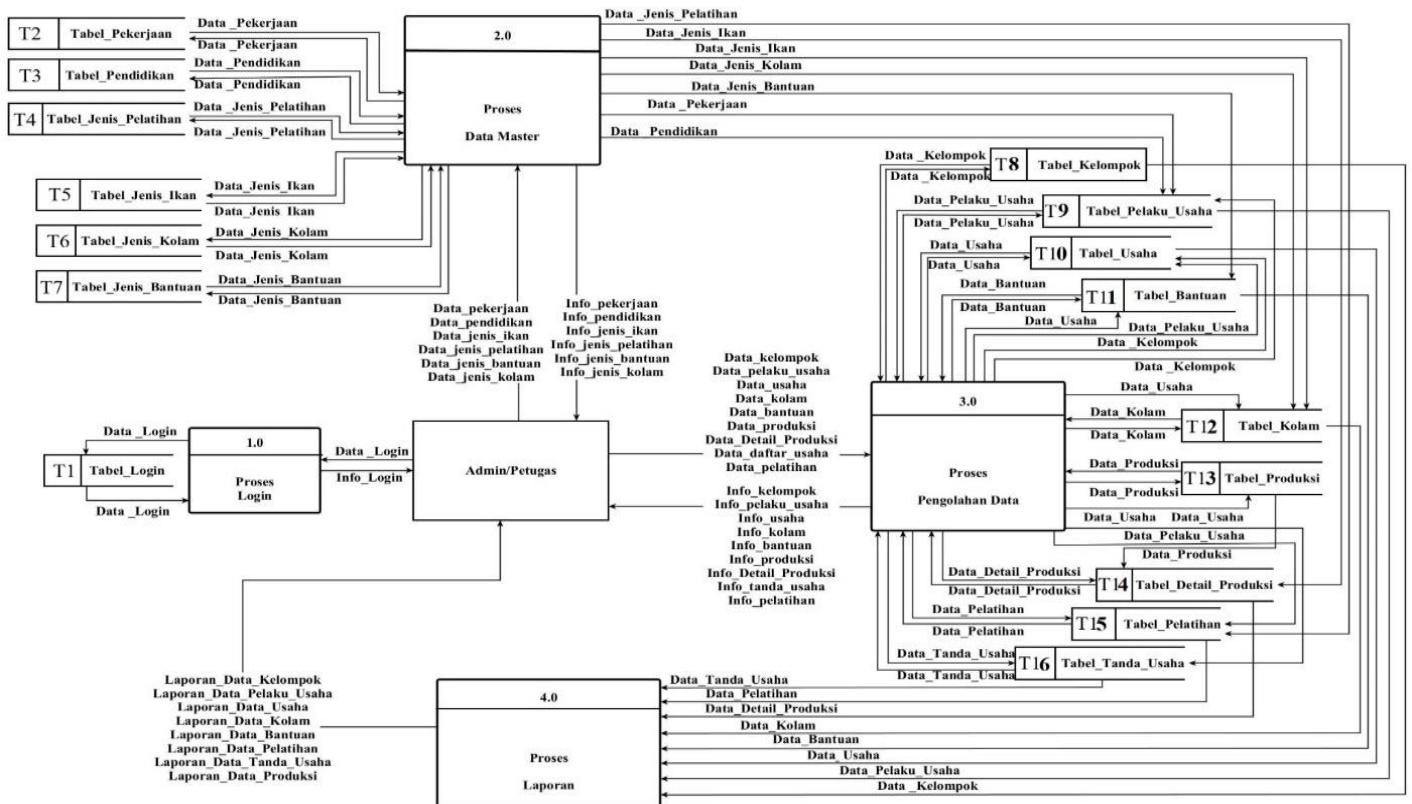 T2 Tabel_Pekerjaan
Data _Pekerjaan
Data _Pekerjaan
T3 Tabel_Pendidikan
Data _Pendidikan
Data _Pendidikan
T4 Tabel_Jenis_Pelatihan
Data _Jenis_Pelatihan
Data _Jenis_Pelatihan
T5 Tabel_Jenis_Ikan
Data_Jenis_Ikan
Data_Jenis_Ikan
T6 Tabel_Jenis_Kolam
Data_Jenis_Kolam
Data_Jenis_Kolam
T7 Tabel_Jenis_Bantuan
Data_Jenis_Bantuan
Data_Jenis_Bantuan
2.0
Proses
Data Master
Data _Jenis_Pelatihan
Data_Jenis_Ikan
Data_Jenis_Ikan
Data_Jenis_Kolam
Data_Jenis_Bantuan
Data _Pekerjaan
Data _Pendidikan
Data_pekerjaan
Data_pendidikan
Data_jenis_ikan
Data_jenis_pelatihan
Data_jenis_bantuan
Data_jenis_kolam
Info_pekerjaan
Info_pendidikan
Info_jenis_ikan
Info_jenis_pelatihan
Info_jenis_bantuan
Info_jenis_kolam
Data _Kelompok
Data _Kelompok
T8 Tabel_Kelompok
Data_Pelaku_Usaha
Data_Pelaku_Usaha
T9 Tabel_Pelaku_Usaha
Data_Usaha
Data_Usaha
T10 Tabel_Usaha
Data_Bantuan
Data_Bantuan
T11 Tabel_Bantuan
Data_Usaha
Data_Pelaku_Usaha
Data _Kelompok
Data _Kelompok
Data _Login
T1 Tabel_Login
Data _Login
1.0
Proses
Login
Data _Login
Info_Login
Admin/Petugas
Data_kelompok
Data_pelaku_usaha
Data_usaha
Data_kolam
Data_bantuan
Data_produksi
Data_Detail_Produksi
Data_daftar_usaha
Data_pelatihan
Info_kelompok
Info_pelaku_usaha
Info_usaha
Info_kolam
Info_bantuan
Info_produksi
Info_Detail_Produksi
Info_tanda_usaha
Info_pelatihan
3.0
Proses
Pengolahan Data
Data_Usaha
Data_Kolam
Data_Kolam
T12 Tabel_Kolam
Data_Produksi
Data_Produksi
T13 Tabel_Produksi
Data_Usaha Data_Usaha
Data_Pelaku_Usaha
Data_Produksi
Data_Detail_Produksi
Data_Detail_Produksi
T14 Tabel_Detail_Produksi
Data_Pelatihan
Data_Pelatihan
T15 Tabel_Pelatihan
Data_Tanda_Usaha
Data_Tanda_Usaha
T16 Tabel_Tanda_Usaha
Laporan_Data_Kelompok
Laporan_Data_Pelaku_Usaha
Laporan_Data_Usaha
Laporan_Data_Kolam
Laporan_Data_Bantuan
Laporan_Data_Pelatihan
Laporan_Data_Tanda_Usaha
Laporan_Data_Produksi
4.0
Proses
Laporan
Data_Tanda_Usaha
Data_Pelatihan
Data_Detail_Produksi
Data_Kolam
Data_Bantuan
Data_Usaha
Data_Pelaku_Usaha
Data _Kelompok